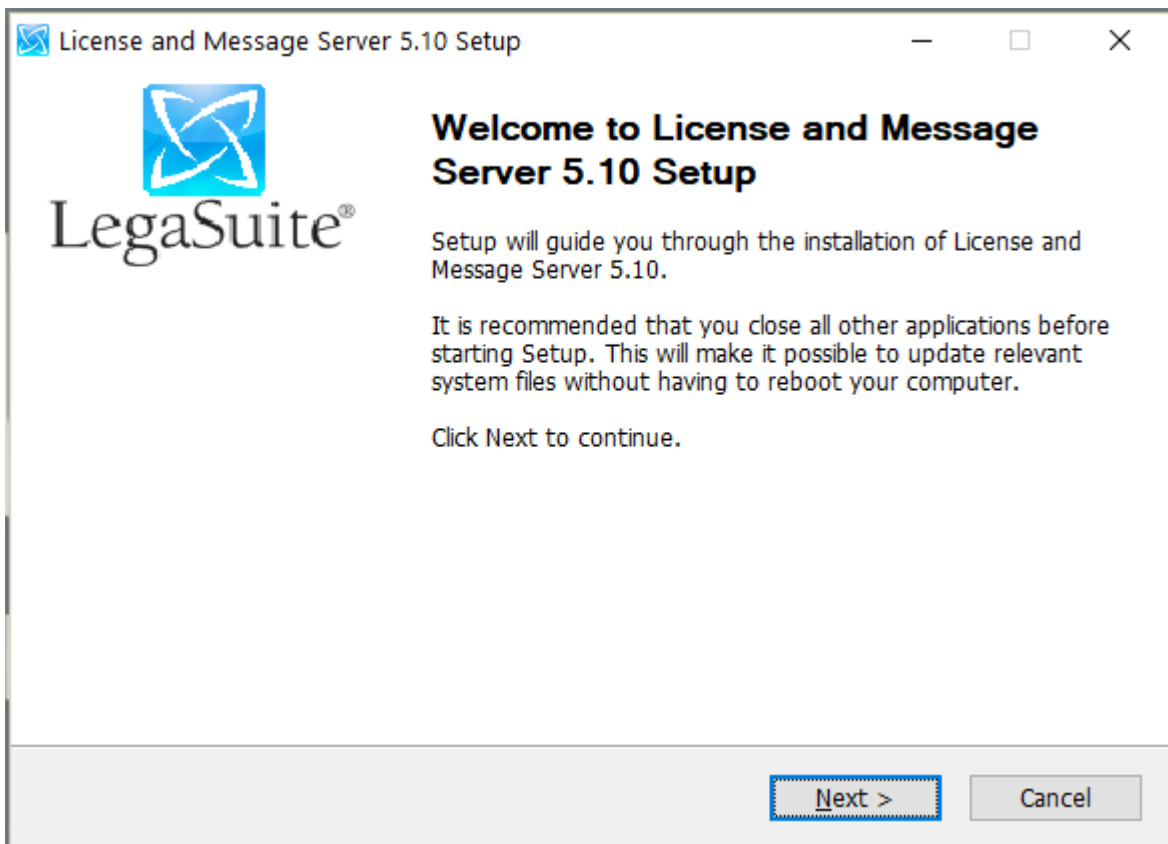 License and Message Server 5.10 Setup
LegaSuite®
Welcome to License and Message
Server 5.10 Setup
Setup will guide you through the installation of License and
Message Server 5.10.
It is recommended that you close all other applications before
starting Setup. This will make it possible to update relevant
system files without having to reboot your computer.
Click Next to continue.
Next >
Cancel